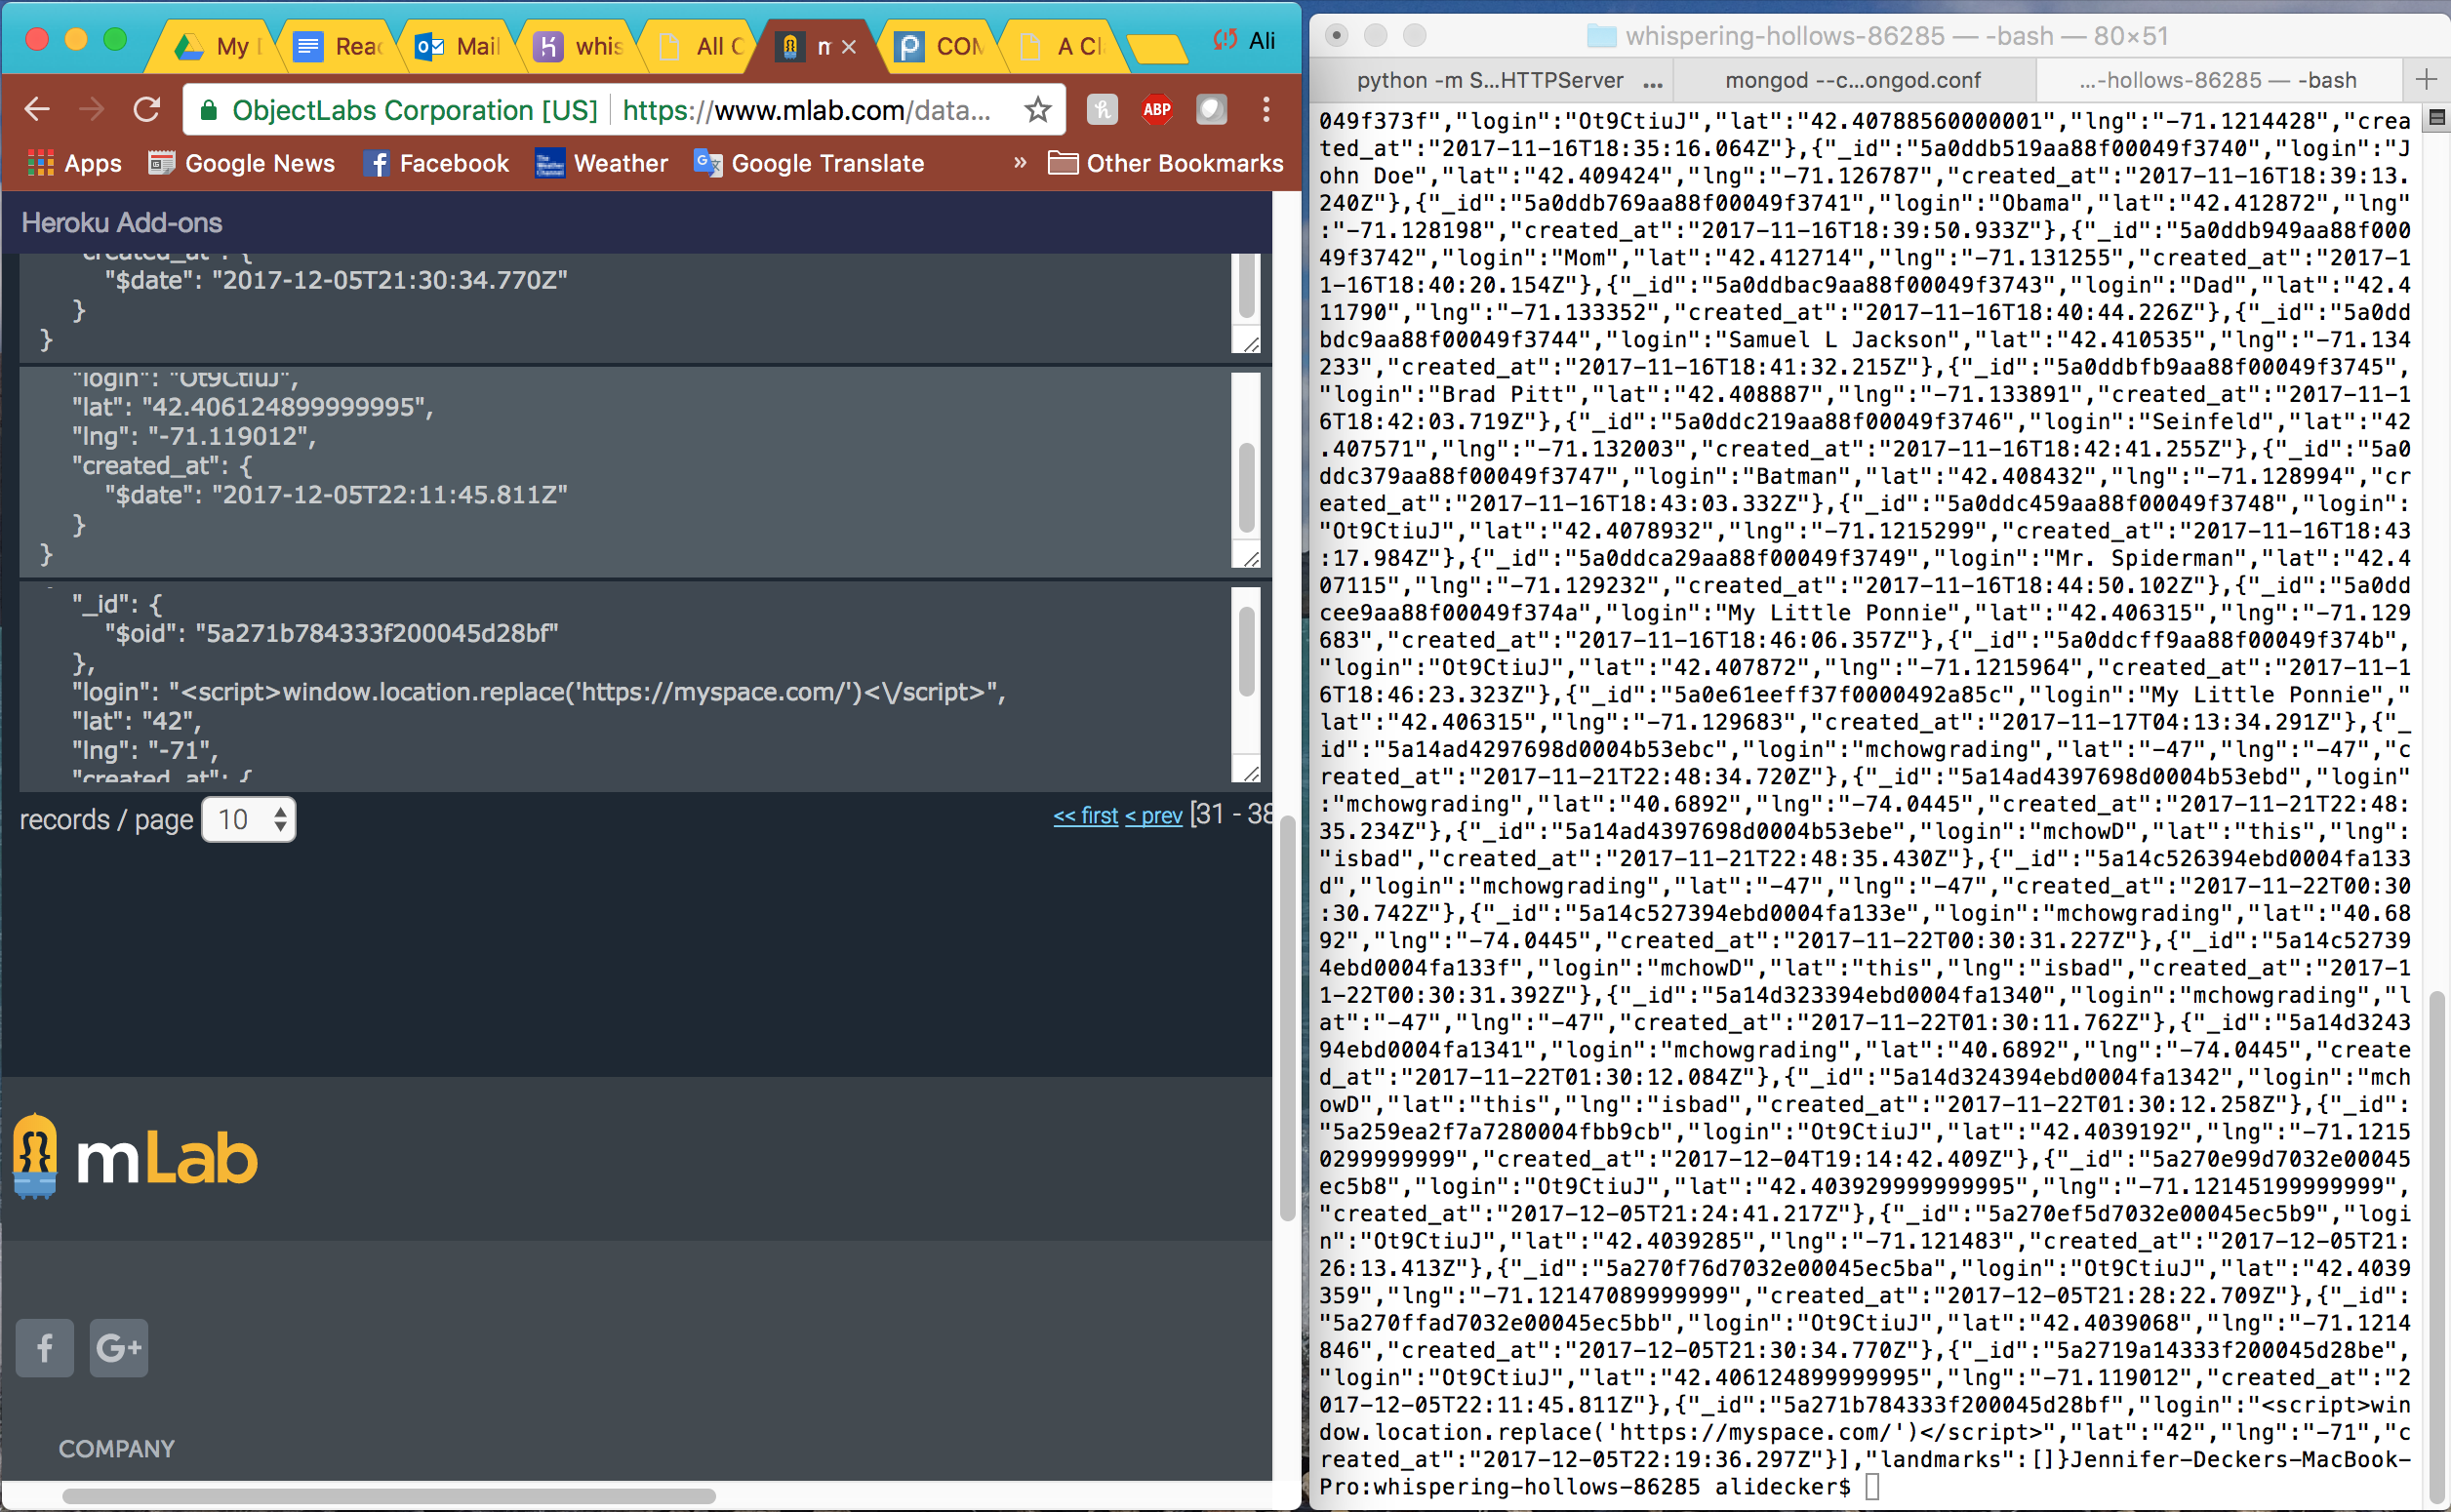 My D
Reac
Mail
whis
All C
m
COM
A Cl
Ali
ObjectLabs Corporation [US]
https://www.mlab.com/data...
ABP
Apps
Google News
Facebook
Weather
Google Translate
»
Other Bookmarks
Heroku Add-ons
"created_at": {
"$date": "2017-12-05T21:30:34.770Z"
}
}
"login": "Ot9CtiuJ",
"lat": "42.406124899999995",
"lng": "-71.119012",
"created_at": {
"$date": "2017-12-05T22:11:45.811Z"
}
}
"_id": {
"$oid": "5a271b784333f200045d28bf"
},
"login": "<script>window.location.replace('https://myspace.com/')<\/script>",
"lat": "42",
"lng": "-71",
"created_at": {
records / page 10
<< first < prev [31 - 38
mLab
f G+
COMPANY
whispering-hollows-86285 — -bash — 80×51
python -m S...HTTPServer ...
mongod --c...ongod.conf
...-hollows-86285 — -bash
049f373f","login":"Ot9CtiuJ","lat":"42.40788560000001","lng":"-71.1214428","crea
ted_at":"2017-11-16T18:35:16.064Z"},{"_id":"5a0ddb519aa88f00049f3740","login":"J
ohn Doe","lat":"42.409424","lng":"-71.126787","created_at":"2017-11-16T18:39:13.
240Z"},{"_id":"5a0ddb769aa88f00049f3741","login":"Obama","lat":"42.412872","lng"
:"-71.128198","created_at":"2017-11-16T18:39:50.933Z"},{"_id":"5a0ddb949aa88f000
49f3742","login":"Mom","lat":"42.412714","lng":"-71.131255","created_at":"2017-1
1-16T18:40:20.154Z"},{"_id":"5a0ddbac9aa88f00049f3743","login":"Dad","lat":"42.4
11790","lng":"-71.133352","created_at":"2017-11-16T18:40:44.226Z"},{"_id":"5a0dd
bdc9aa88f00049f3744","login":"Samuel L Jackson","lat":"42.410535","lng":"-71.134
233","created_at":"2017-11-16T18:41:32.215Z"},{"_id":"5a0ddbfb9aa88f00049f3745",
"login":"Brad Pitt","lat":"42.408887","lng":"-71.133891","created_at":"2017-11-1
6T18:42:03.719Z"},{"_id":"5a0ddc219aa88f00049f3746","login":"Seinfeld","lat":"42
.407571","lng":"-71.132003","created_at":"2017-11-16T18:42:41.255Z"},{"_id":"5a0
ddc379aa88f00049f3747","login":"Batman","lat":"42.408432","lng":"-71.128994","cr
eated_at":"2017-11-16T18:43:03.332Z"},{"_id":"5a0ddc459aa88f00049f3748","login":
"Ot9CtiuJ","lat":"42.4078932","lng":"-71.1215299","created_at":"2017-11-16T18:43
:17.984Z"},{"_id":"5a0ddca29aa88f00049f3749","login":"Mr. Spiderman","lat":"42.4
07115","lng":"-71.129232","created_at":"2017-11-16T18:44:50.102Z"},{"_id":"5a0dd
cee9aa88f00049f374a","login":"My Little Ponnie","lat":"42.406315","lng":"-71.129
683","created_at":"2017-11-16T18:46:06.357Z"},{"_id":"5a0ddcff9aa88f00049f374b",
"login":"Ot9CtiuJ","lat":"42.407872","lng":"-71.1215964","created_at":"2017-11-1
6T18:46:23.323Z"},{"_id":"5a0e61eeff37f0000492a85c","login":"My Little Ponnie","
lat":"42.406315","lng":"-71.129683","created_at":"2017-11-17T04:13:34.291Z"},{"_
id":"5a14ad4297698d0004b53ebc","login":"mchowgrading","lat":"-47","lng":"-47","c
reated_at":"2017-11-21T22:48:34.720Z"},{"_id":"5a14ad4397698d0004b53ebd","login"
:"mchowgrading","lat":"40.6892","lng":"-74.0445","created_at":"2017-11-21T22:48:
35.234Z"},{"_id":"5a14ad4397698d0004b53ebe","login":"mchowD","lat":"this","lng":
"isbad","created_at":"2017-11-21T22:48:35.430Z"},{"_id":"5a14c526394ebd0004fa133
d","login":"mchowgrading","lat":"-47","lng":"-47","created_at":"2017-11-22T00:30
:30.742Z"},{"_id":"5a14c527394ebd0004fa133e","login":"mchowgrading","lat":"40.68
92","lng":"-74.0445","created_at":"2017-11-22T00:30:31.227Z"},{"_id":"5a14c52739
4ebd0004fa133f","login":"mchowD","lat":"this","lng":"isbad","created_at":"2017-1
1-22T00:30:31.392Z"},{"_id":"5a14d323394ebd0004fa1340","login":"mchowgrading","l
at":"-47","lng":"-47","created_at":"2017-11-22T01:30:11.762Z"},{"_id":"5a14d3243
94ebd0004fa1341","login":"mchowgrading","lat":"40.6892","lng":"-74.0445","create
d_at":"2017-11-22T01:30:12.084Z"},{"_id":"5a14d324394ebd0004fa1342","login":"mch
owD","lat":"this","lng":"isbad","created_at":"2017-11-22T01:30:12.258Z"},{"_id":
"5a259ea2f7a7280004fbb9cb","login":"Ot9CtiuJ","lat":"42.4039192","lng":"-71.1215
0299999999","created_at":"2017-12-04T19:14:42.409Z"},{"_id":"5a270e99d7032e00045
ec5b8","login":"Ot9CtiuJ","lat":"42.403929999999995","lng":"-71.12145199999999",
"created_at":"2017-12-05T21:24:41.217Z"},{"_id":"5a270ef5d7032e00045ec5b9","logi
n":"Ot9CtiuJ","lat":"42.4039285","lng":"-71.121483","created_at":"2017-12-05T21:
26:13.413Z"},{"_id":"5a270f76d7032e00045ec5ba","login":"Ot9CtiuJ","lat":"42.4039
359","lng":"-71.12147089999999","created_at":"2017-12-05T21:28:22.709Z"},{"_id":
"5a270ffad7032e00045ec5bb","login":"Ot9CtiuJ","lat":"42.4039068","lng":"-71.1214
846","created_at":"2017-12-05T21:30:34.770Z"},{"_id":"5a2719a14333f200045d28be",
"login":"Ot9CtiuJ","lat":"42.406124899999995","lng":"-71.119012","created_at":"2
017-12-05T22:11:45.811Z"},{"_id":"5a271b784333f200045d28bf","login":"<script>win
dow.location.replace('https://myspace.com/')</script>","lat":"42","lng":"-71","c
reated_at":"2017-12-05T22:19:36.297Z"}],"landmarks":[]}Jennifer-Deckers-MacBook-
Pro:whispering-hollows-86285 alidecker$